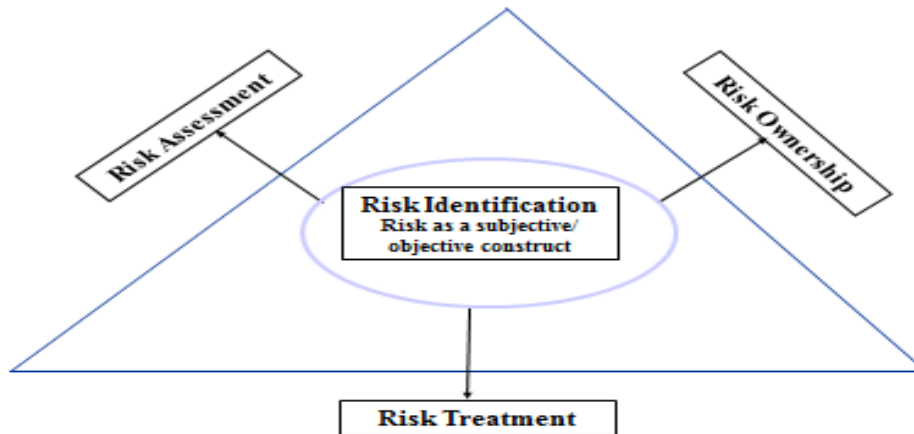 Risk Assessment
Risk Ownership
Risk Identification
Risk as a subjective/
objective construct
Risk Treatment